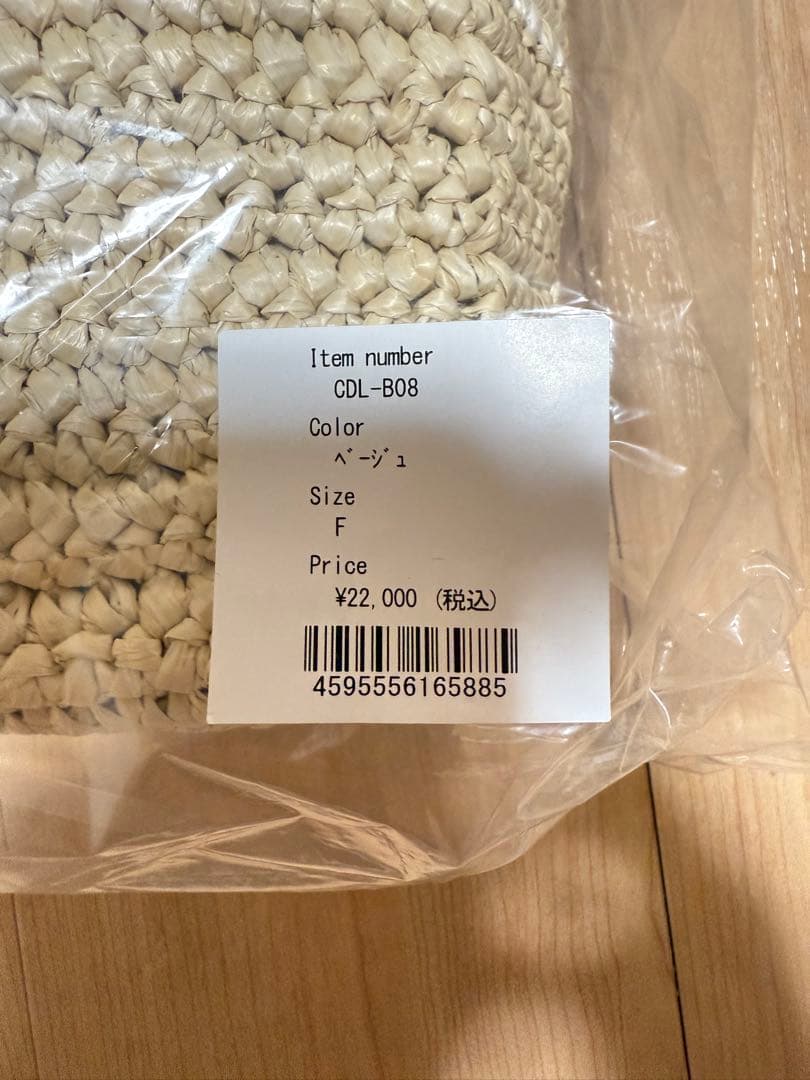 Item number
CDL-B08
Color
ﾍﾞｰｼﾞｭ
Size
F
Price
¥22,000 (税込)
4595556165885